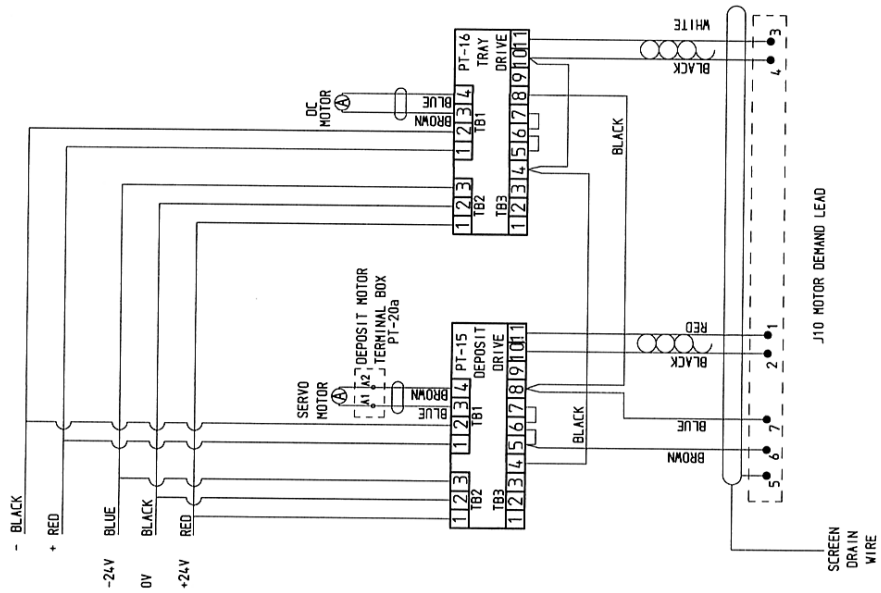 - BLACK
+ RED
-24V BLUE
0V BLACK
+24V RED
DC
MOTOR
A
BROWN
BLUE
1 2 3 4
TB1
1 2 3
TB2
PT-16
TRAY
DRIVE
TB3
1 2 3 4 5 6 7 8 9 10 11
WHITE
BLACK
3
4
BLACK
BLACK
SERVO
MOTOR
A
A1 A2
DEPOSIT MOTOR
TERMINAL BOX
PT-20a
BLUE
BROWN
1 2 3 4
TB1
1 2 3
TB2
PT-15
DEPOSIT
DRIVE
TB3
1 2 3 4 5 6 7 8 9 10 11
RED
BLACK
1
2
BLUE
7
BROWN
6
5
J10 MOTOR DEMAND LEAD
SCREEN
DRAIN
WIRE